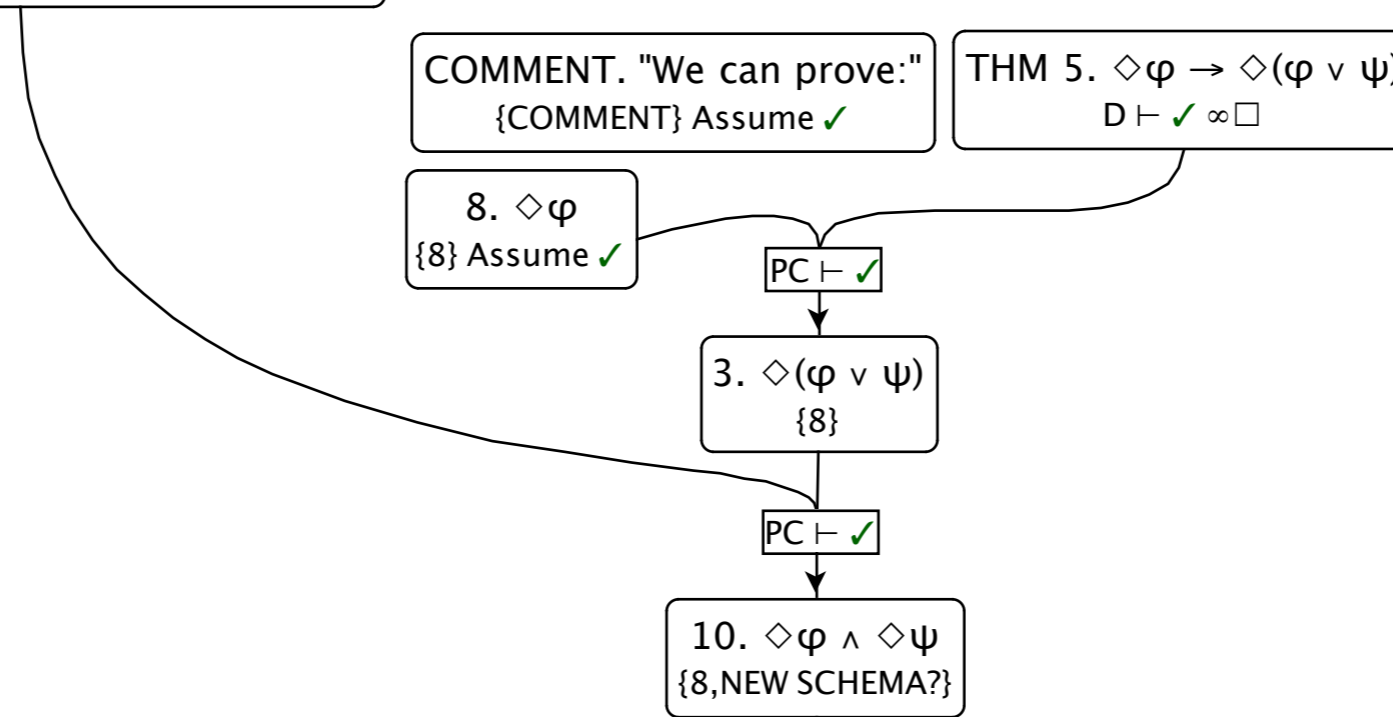 COMMENT. "We can prove:"
{COMMENT} Assume ✓
THM 5. ◇φ → ◇(φ ∨ ψ)
D ⊢ ✓ ∞□
8. ◇φ
{8} Assume ✓
PC ⊢ ✓
3. ◇(φ ∨ ψ)
{8}
PC ⊢ ✓
10. ◇φ ∧ ◇ψ
{8,NEW SCHEMA?}